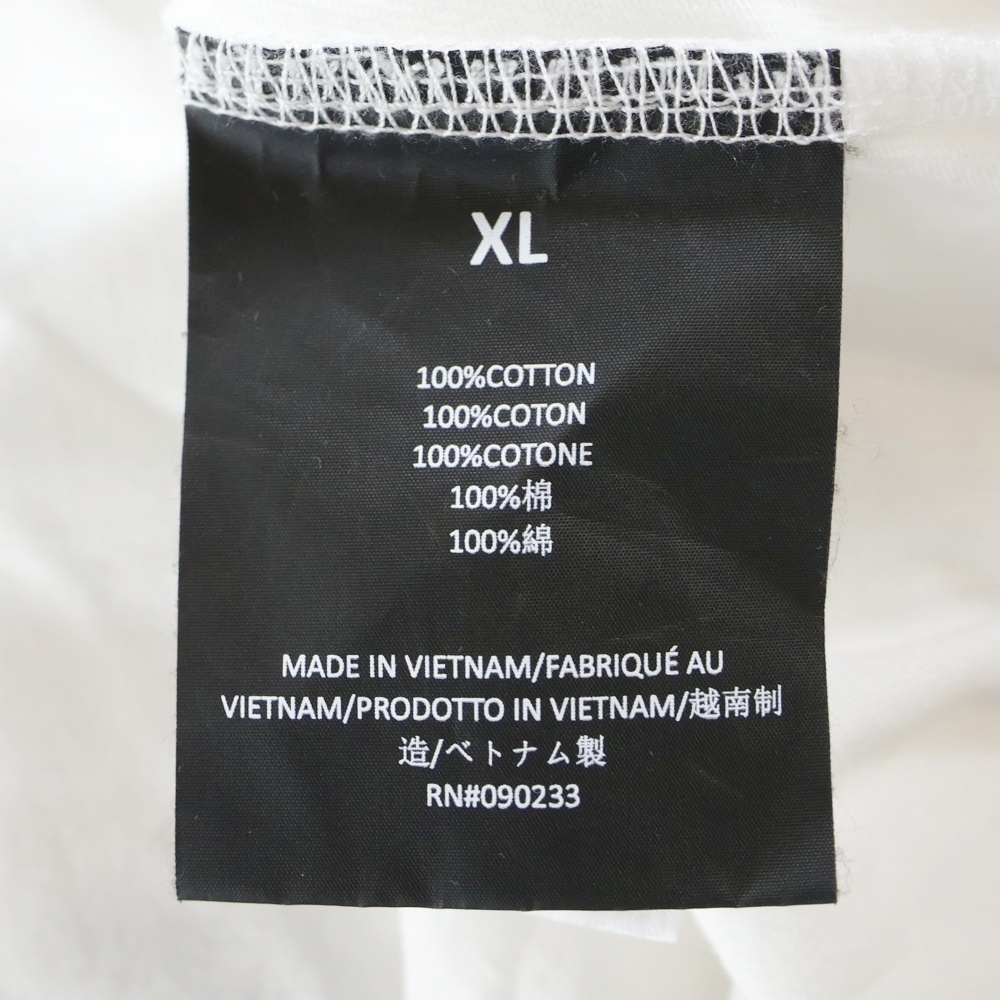 XL
100%COTTON
100%COTON
100%COTONE
100%棉
100%綿
MADE IN VIETNAM/FABRIQUÉ AU
VIETNAM/PRODOTTO IN VIETNAM/越南制
造/ベトナム製
RN#090233